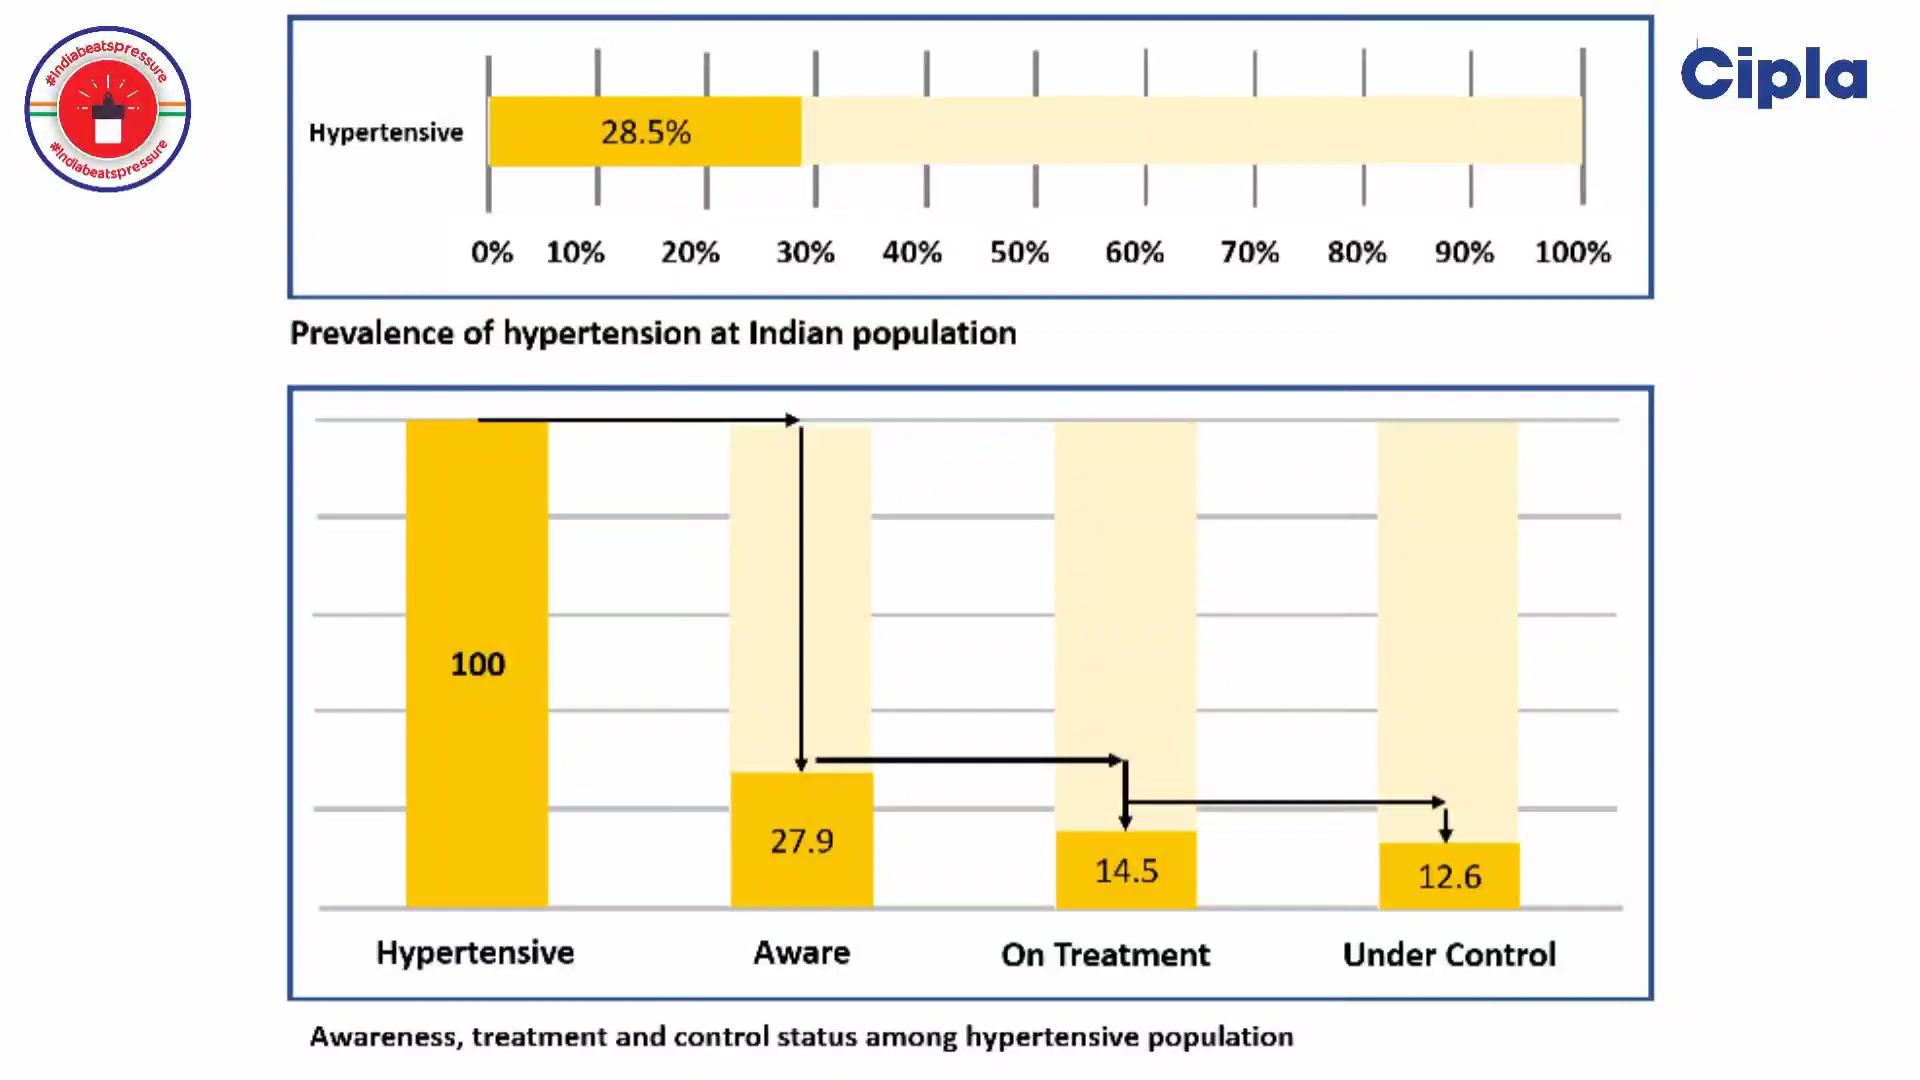 #Indiabeatspressure
#Indiabeatspressure
Cipla
Hypertensive
28.5%
0% 10% 20% 30% 40% 50% 60% 70% 80% 90% 100%
Prevalence of hypertension at Indian population
100
27.9
14.5
12.6
Hypertensive Aware On Treatment Under Control
Awareness, treatment and control status among hypertensive population